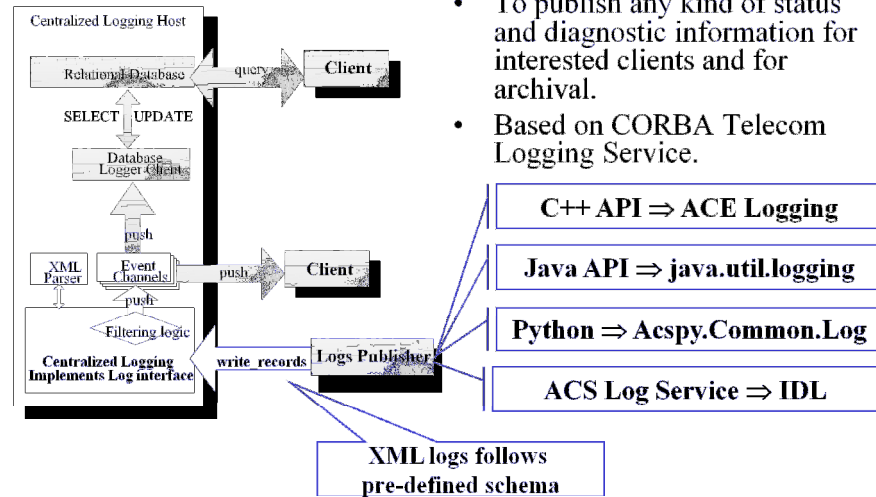 Centralized Logging Host
Relational Database
query
Client
SELECT UPDATE
Database
Logger Client
push
XML
Parser
Event
Channels
push
Client
push
Filtering logic
Centralized Logging
Implements Log interface
write_records
Logs Publisher
• To publish any kind of status
and diagnostic information for
interested clients and for
archival.
• Based on CORBA Telecom
Logging Service.
C++ API ⇒ ACE Logging
Java API ⇒ java.util.logging
Python ⇒ Acspy.Common.Log
ACS Log Service ⇒ IDL
XML logs follows
pre-defined schema